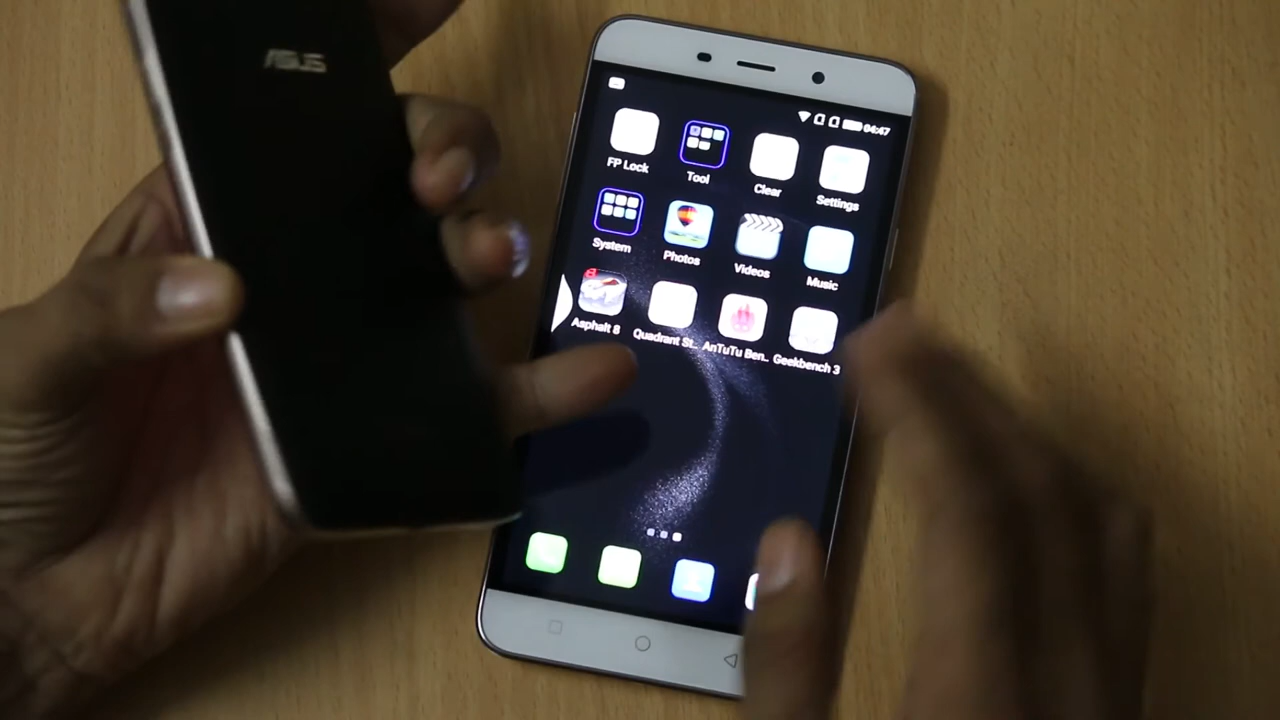 ASUS
04:47
FP Lock
Tool
Clear
Settings
System
Photos
Videos
Music
8
Asphalt 8
Quadrant St..
AnTuTu Ben..
Geekbench 3